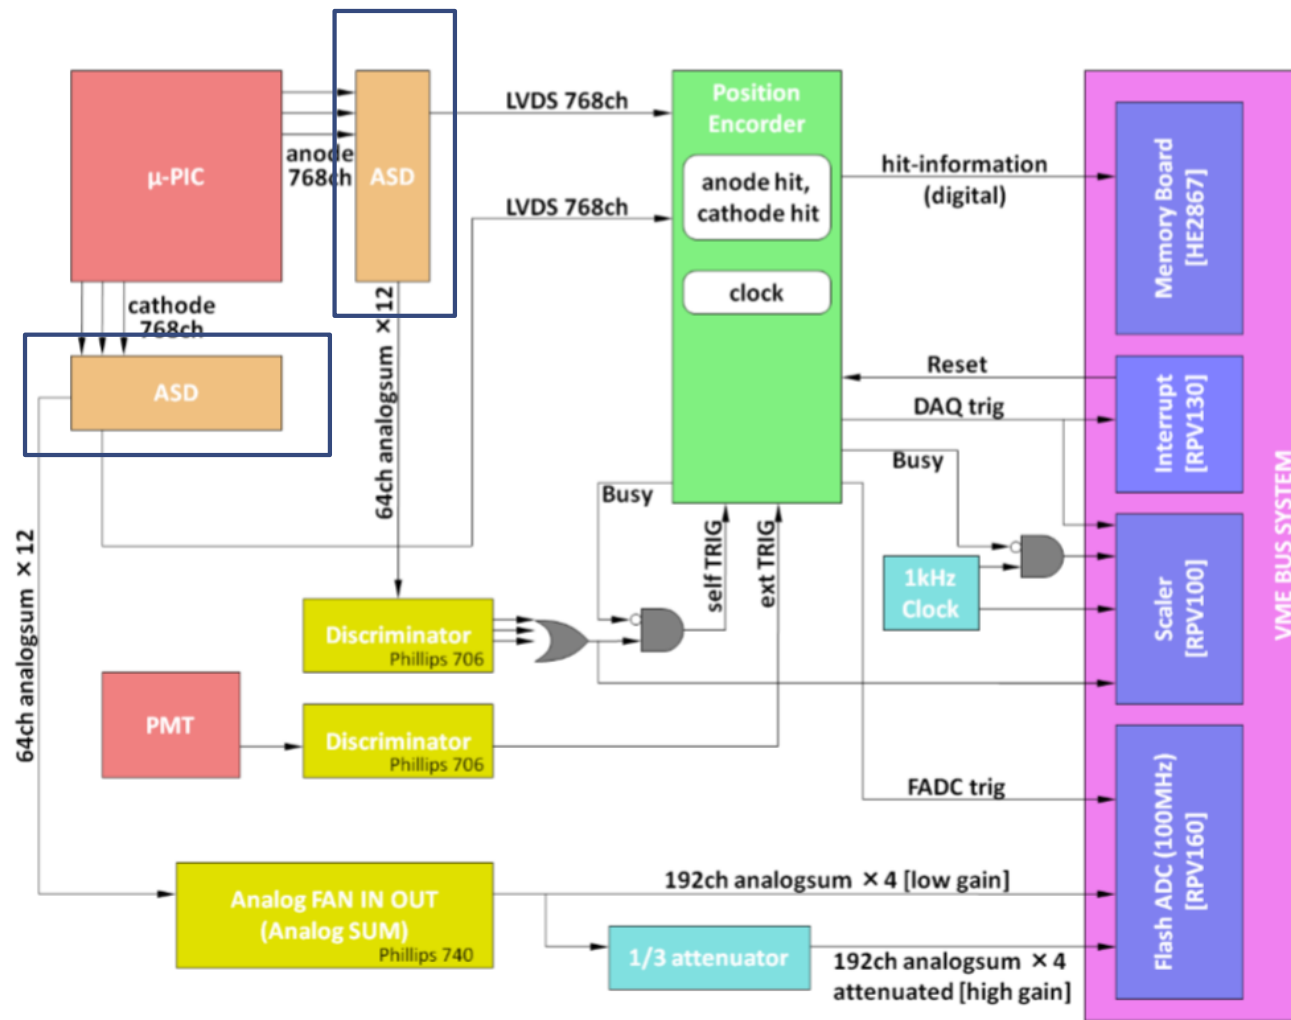 μ-PIC
anode
768ch
ASD
LVDS 768ch
LVDS 768ch
Position
Encorder
anode hit,
cathode hit
clock
hit-information
(digital)
Memory Board
[HE2867]
cathode
768ch
ASD
64ch analogsum ×12
64ch analogsum ×12
Reset
DAQ trig
Busy
Interrupt
[RPV130]
VME BUS SYSTEM
Busy
self TRIG
ext TRIG
1kHz
Clock
Scaler
[RPV100]
Discriminator
Phillips 706
PMT
Discriminator
Phillips 706
FADC trig
Flash ADC (100MHz)
[RPV160]
Analog FAN IN OUT
(Analog SUM)
Phillips 740
192ch analogsum ×4 [low gain]
1/3 attenuator
192ch analogsum ×4
attenuated [high gain]